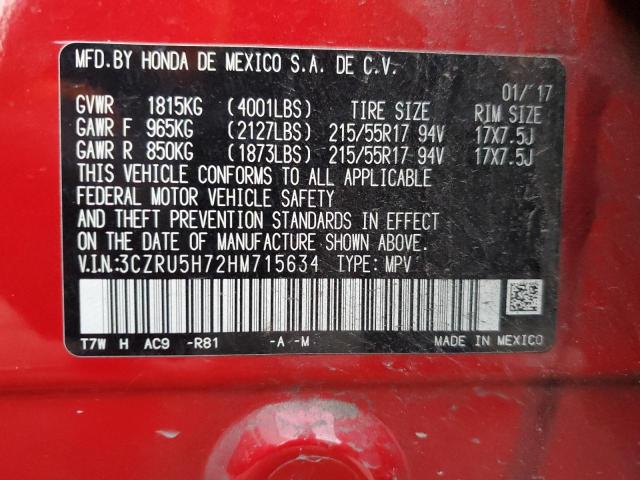 MFD.BY HONDA DE MEXICO S.A. DE C.V.
01/'17
GVWR 1815KG (4001LBS) TIRE SIZE RIM SIZE
GAWR F 965KG (2127LBS) 215/55R17 94V 17X7.5J
GAWR R 850KG (1873LBS) 215/55R17 94V 17X7.5J
THIS VEHICLE CONFORMS TO ALL APPLICABLE
FEDERAL MOTOR VEHICLE SAFETY
AND THEFT PREVENTION STANDARDS IN EFFECT
ON DATE OF MANUFACTURE SHOWN ABOVE.
V.I.N.:3CZRU5H72HM715634 TYPE: MPV
T7W H AC9 -R81 -A -M MADE IN MEXICO